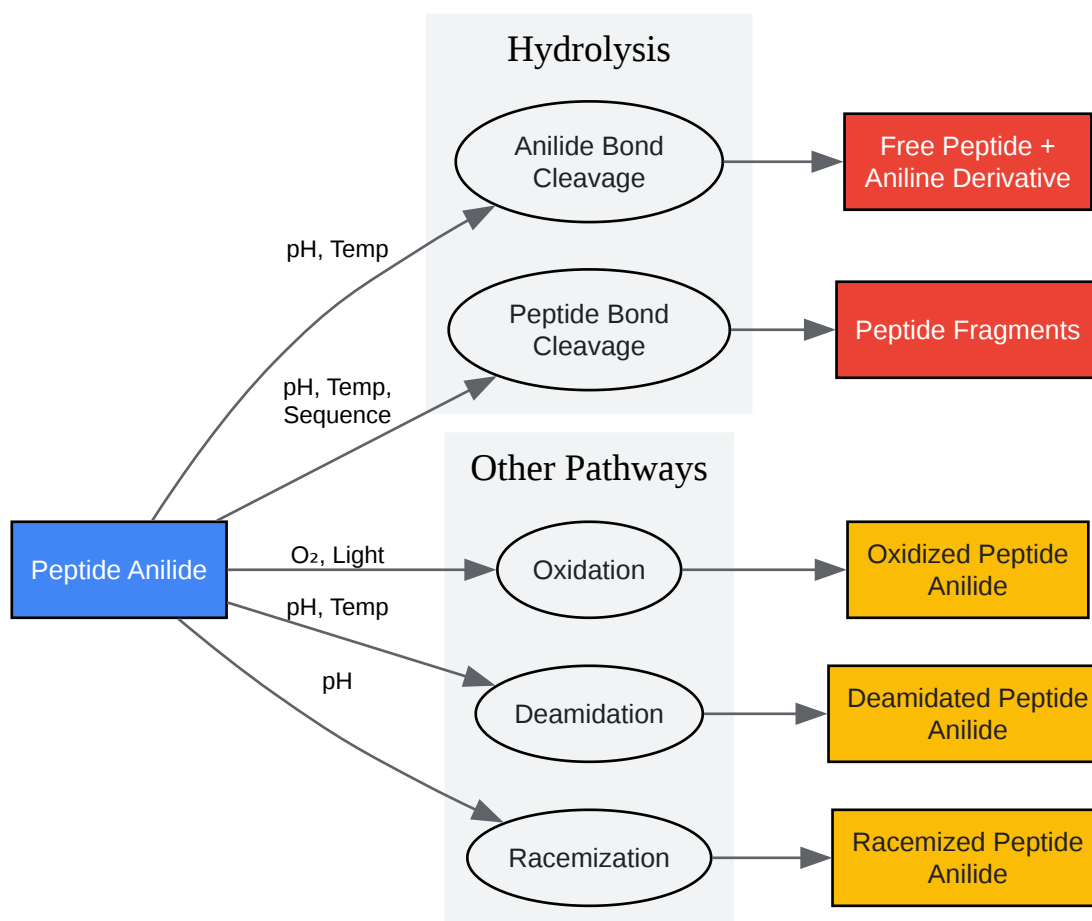 Hydrolysis
Anilide Bond
Cleavage
Free Peptide +
Aniline Derivative
pH, Temp
Peptide Bond
Cleavage
Peptide Fragments
pH, Temp,
Sequence
Other Pathways
Peptide Anilide
O₂, Light
Oxidation
Oxidized Peptide
Anilide
pH, Temp
Deamidation
Deamidated Peptide
Anilide
pH
Racemization
Racemized Peptide
Anilide